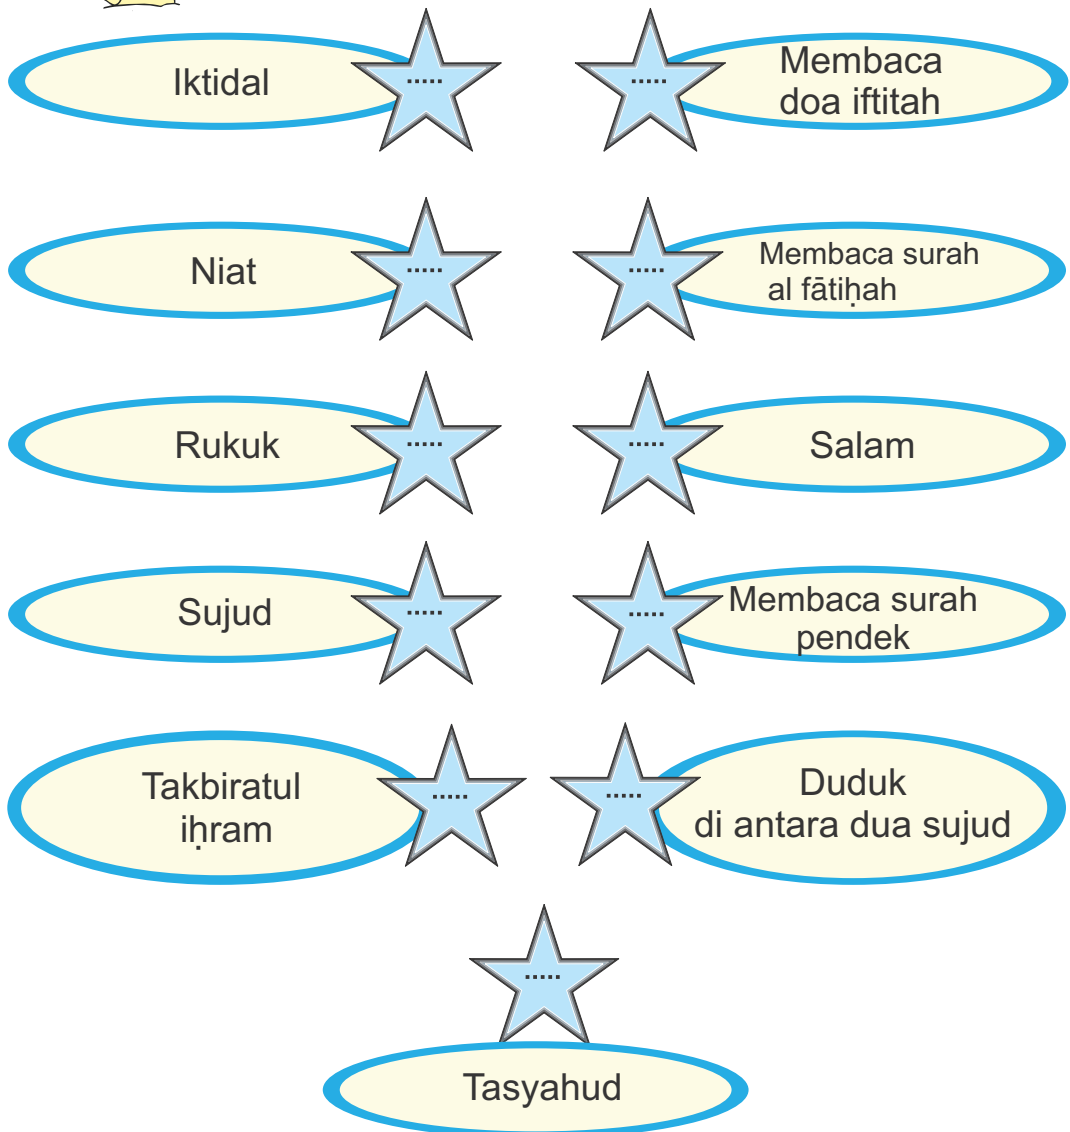 Iktidal
.....
.....
Membaca
doa iftitah
Niat
.....
.....
Membaca surah
al fātiḥah
Rukuk
.....
.....
Salam
Sujud
.....
.....
Membaca surah
pendek
Takbiratul
iḥram
.....
.....
Duduk
di antara dua sujud
.....
Tasyahud